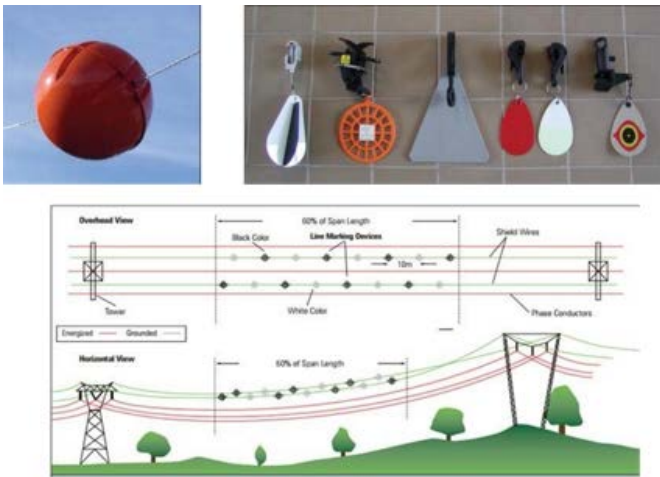 Overhead View
60% of Span Length
Black Color
Line Marking Devices
Shield Wires
10m
Tower
White Color
Phase Conductors
Energized
Grounded
Horizontal View
60% of Span Length